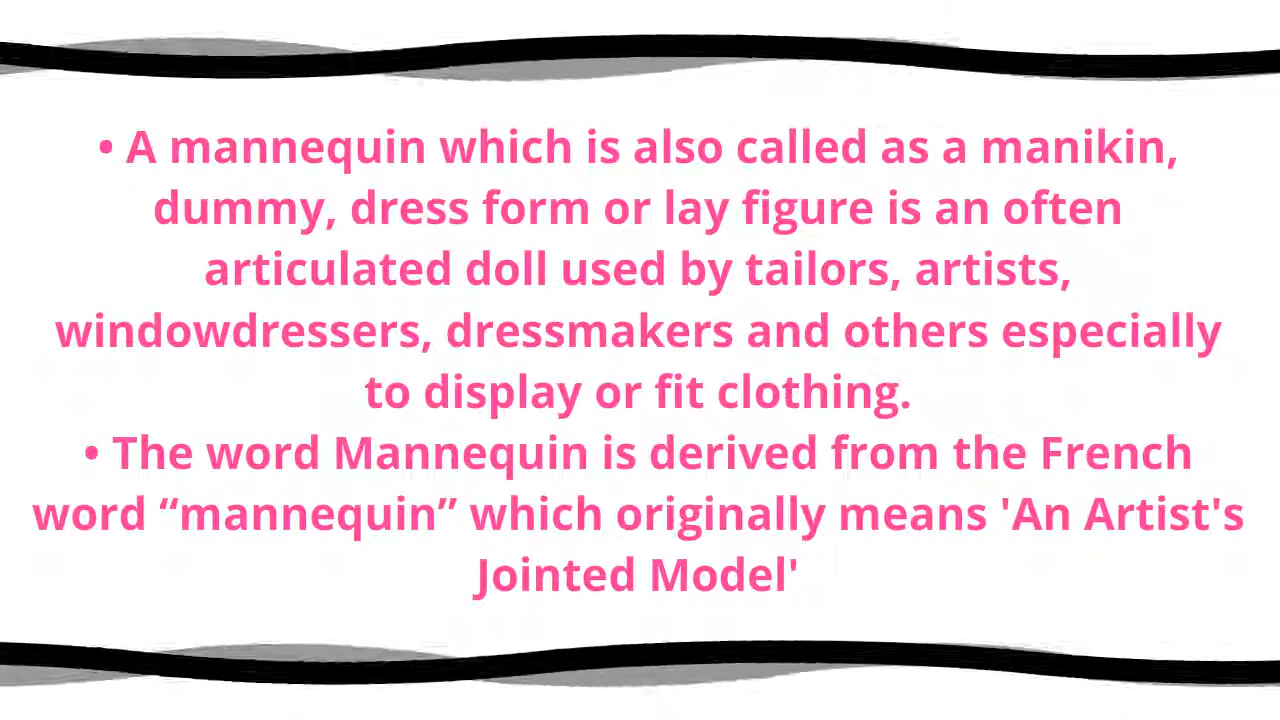 • A mannequin which is also called as a manikin,
dummy, dress form or lay figure is an often
articulated doll used by tailors, artists,
windowdressers, dressmakers and others especially
to display or fit clothing.
• The word Mannequin is derived from the French
word “mannequin” which originally means 'An Artist's
Jointed Model'